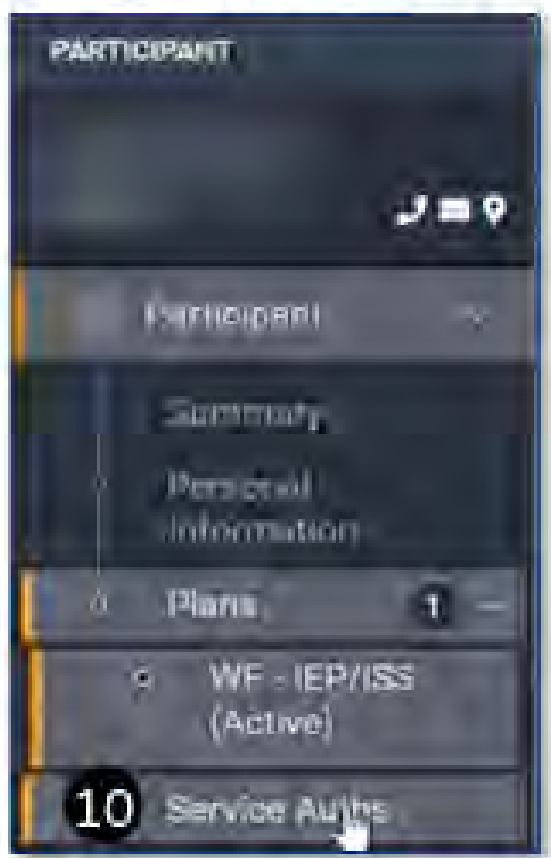 PARTICIPANT
Participant
Summary
Personal
Information
Plans
1
WF - IEP/ISS
(Active)
10
Service Auths